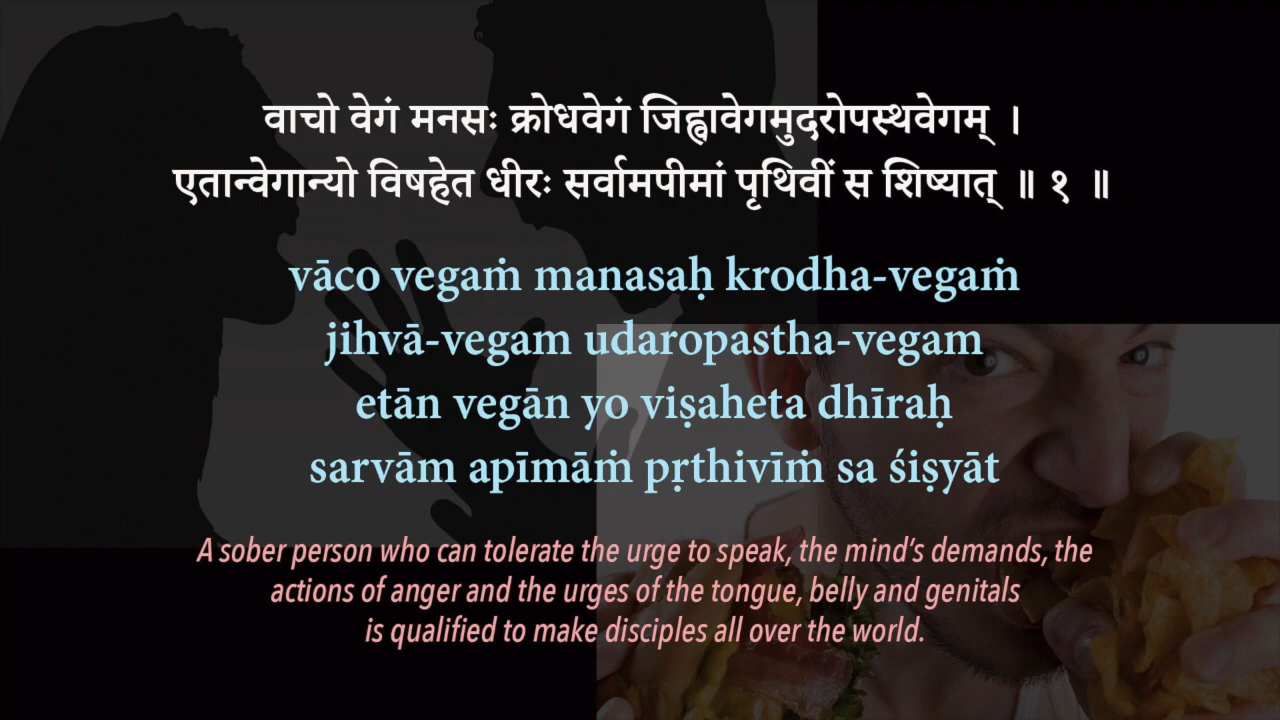 वाचो वेगं मनसः क्रोधवेगं जिह्वावेगमुदरोपस्थवेगम् ।
एतान्वेगान्यो विषहेत धीरः सर्वामपीमां पृथिवीं स शिष्यात् ॥ १ ॥
vāco vegaṁ manasaḥ krodha-vegaṁ
jihvā-vegam udaropastha-vegam
etān vegān yo viṣaheta dhīraḥ
sarvām apīmāṁ pṛthivīṁ sa śiṣyāt
A sober person who can tolerate the urge to speak, the mind’s demands, the
actions of anger and the urges of the tongue, belly and genitals
is qualified to make disciples all over the world.